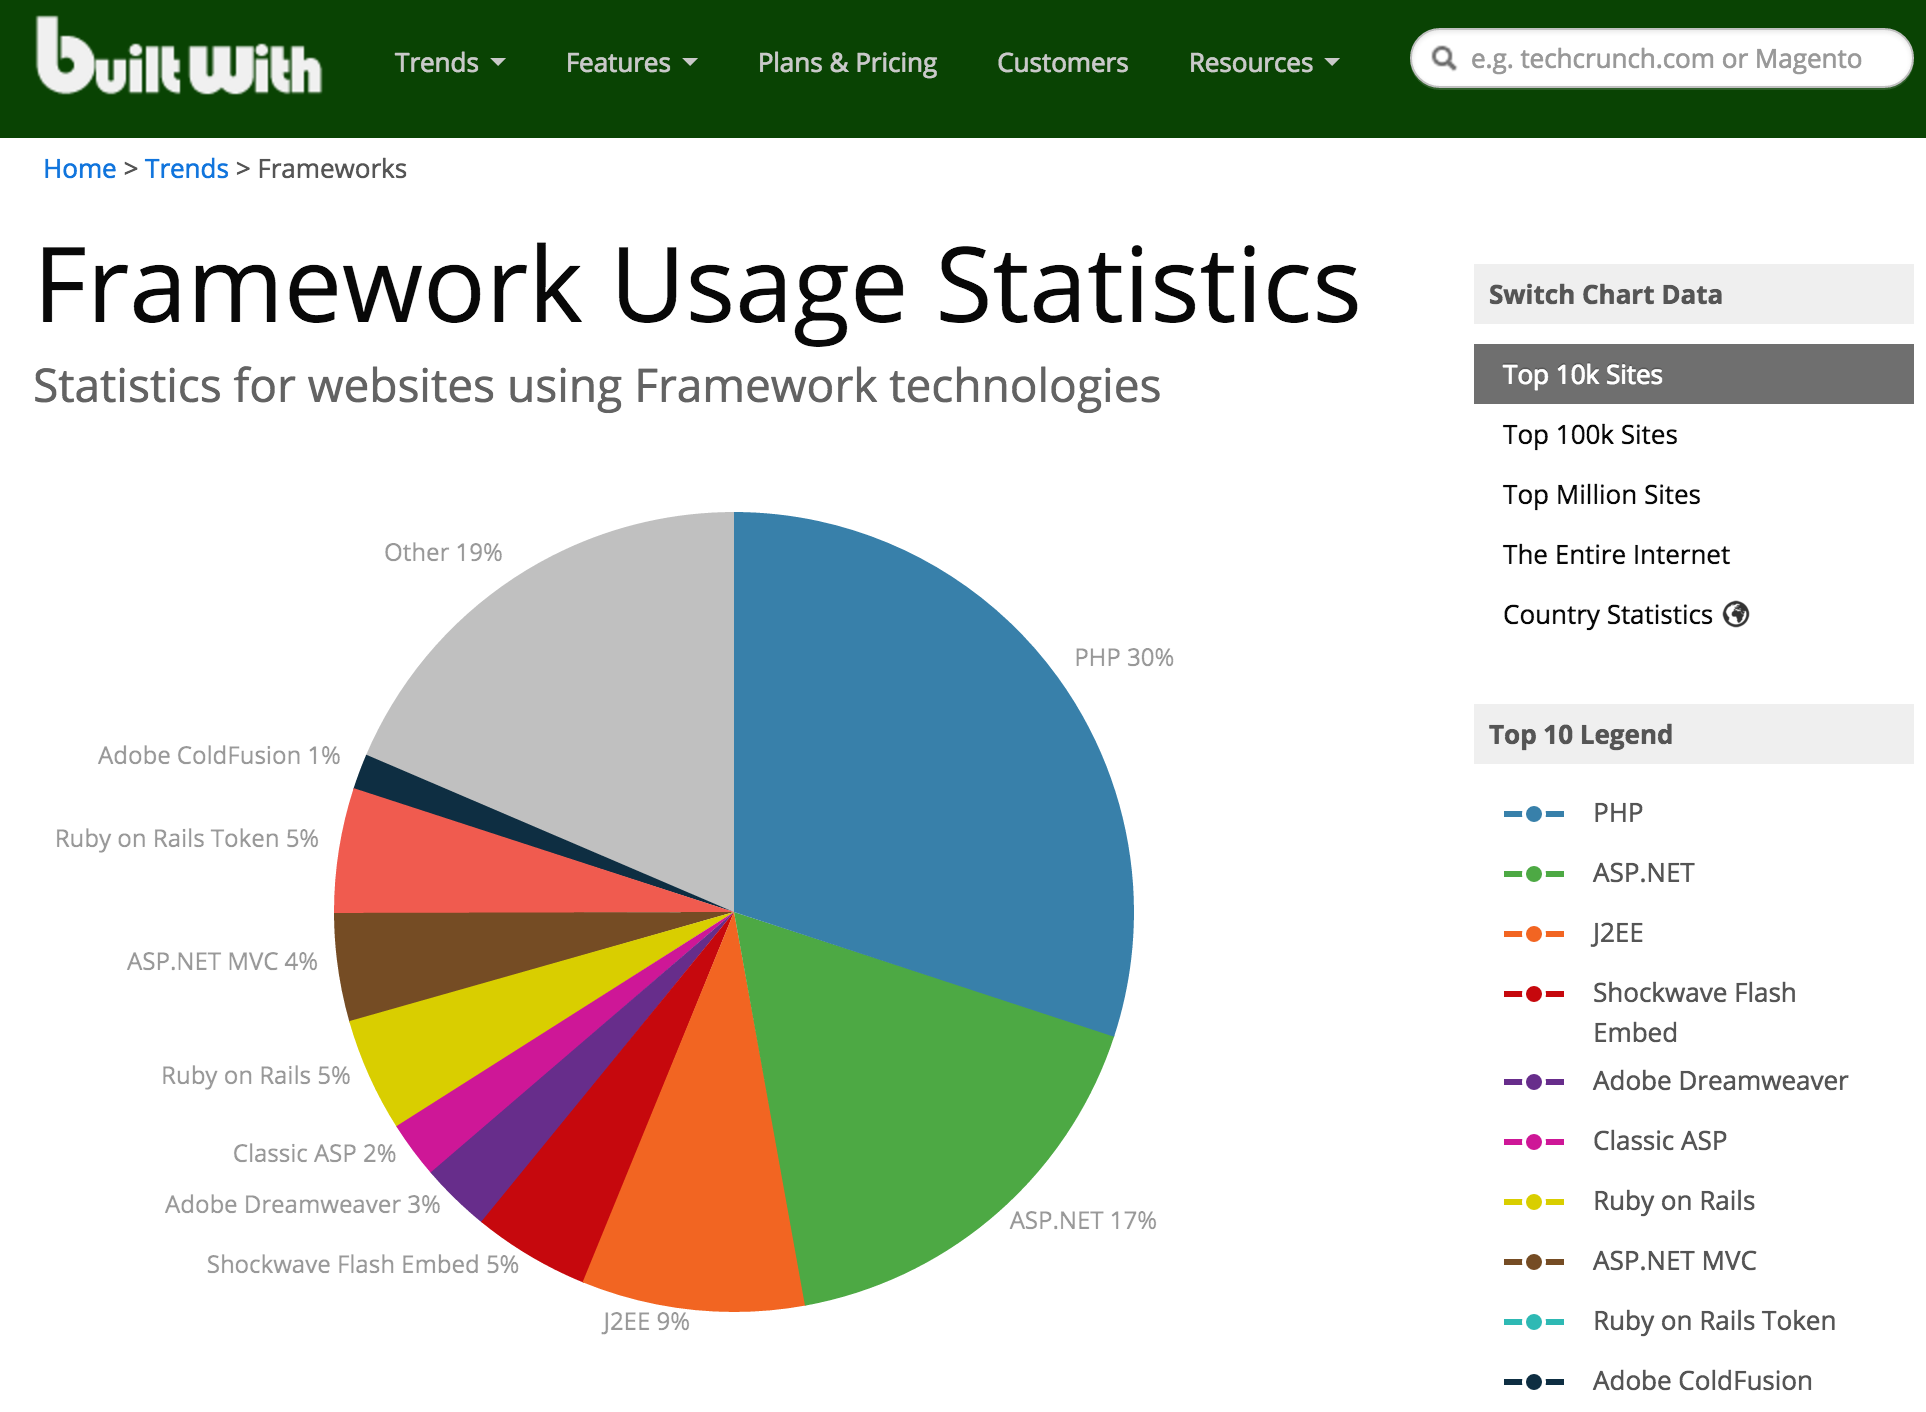 built With
Trends
Features
Plans & Pricing
Customers
Resources
e.g. techcrunch.com or Magento
Home > Trends > Frameworks
Framework Usage Statistics
Statistics for websites using Framework technologies
Other 19%
PHP 30%
Adobe ColdFusion 1%
Ruby on Rails Token 5%
ASP.NET MVC 4%
Ruby on Rails 5%
Classic ASP 2%
Adobe Dreamweaver 3%
ASP.NET 17%
Shockwave Flash Embed 5%
J2EE 9%
Switch Chart Data
Top 10k Sites
Top 100k Sites
Top Million Sites
The Entire Internet
Country Statistics
Top 10 Legend
PHP
ASP.NET
J2EE
Shockwave Flash
Embed
Adobe Dreamweaver
Classic ASP
Ruby on Rails
ASP.NET MVC
Ruby on Rails Token
Adobe ColdFusion